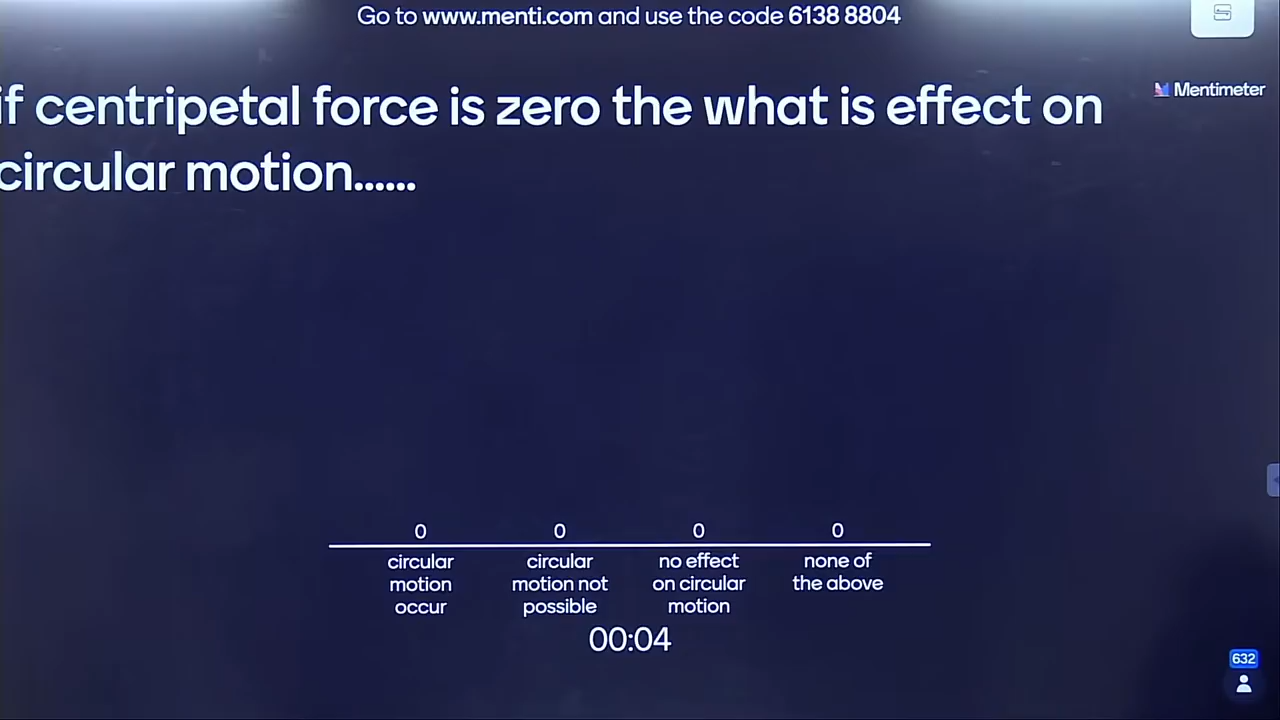 Go to www.menti.com and use the code 6138 8804
Mentimeter
if centripetal force is zero the what is effect on
circular motion......
0
0
0
0
circular
motion
occur
circular
motion not
possible
no effect
on circular
motion
none of
the above
00:04
632